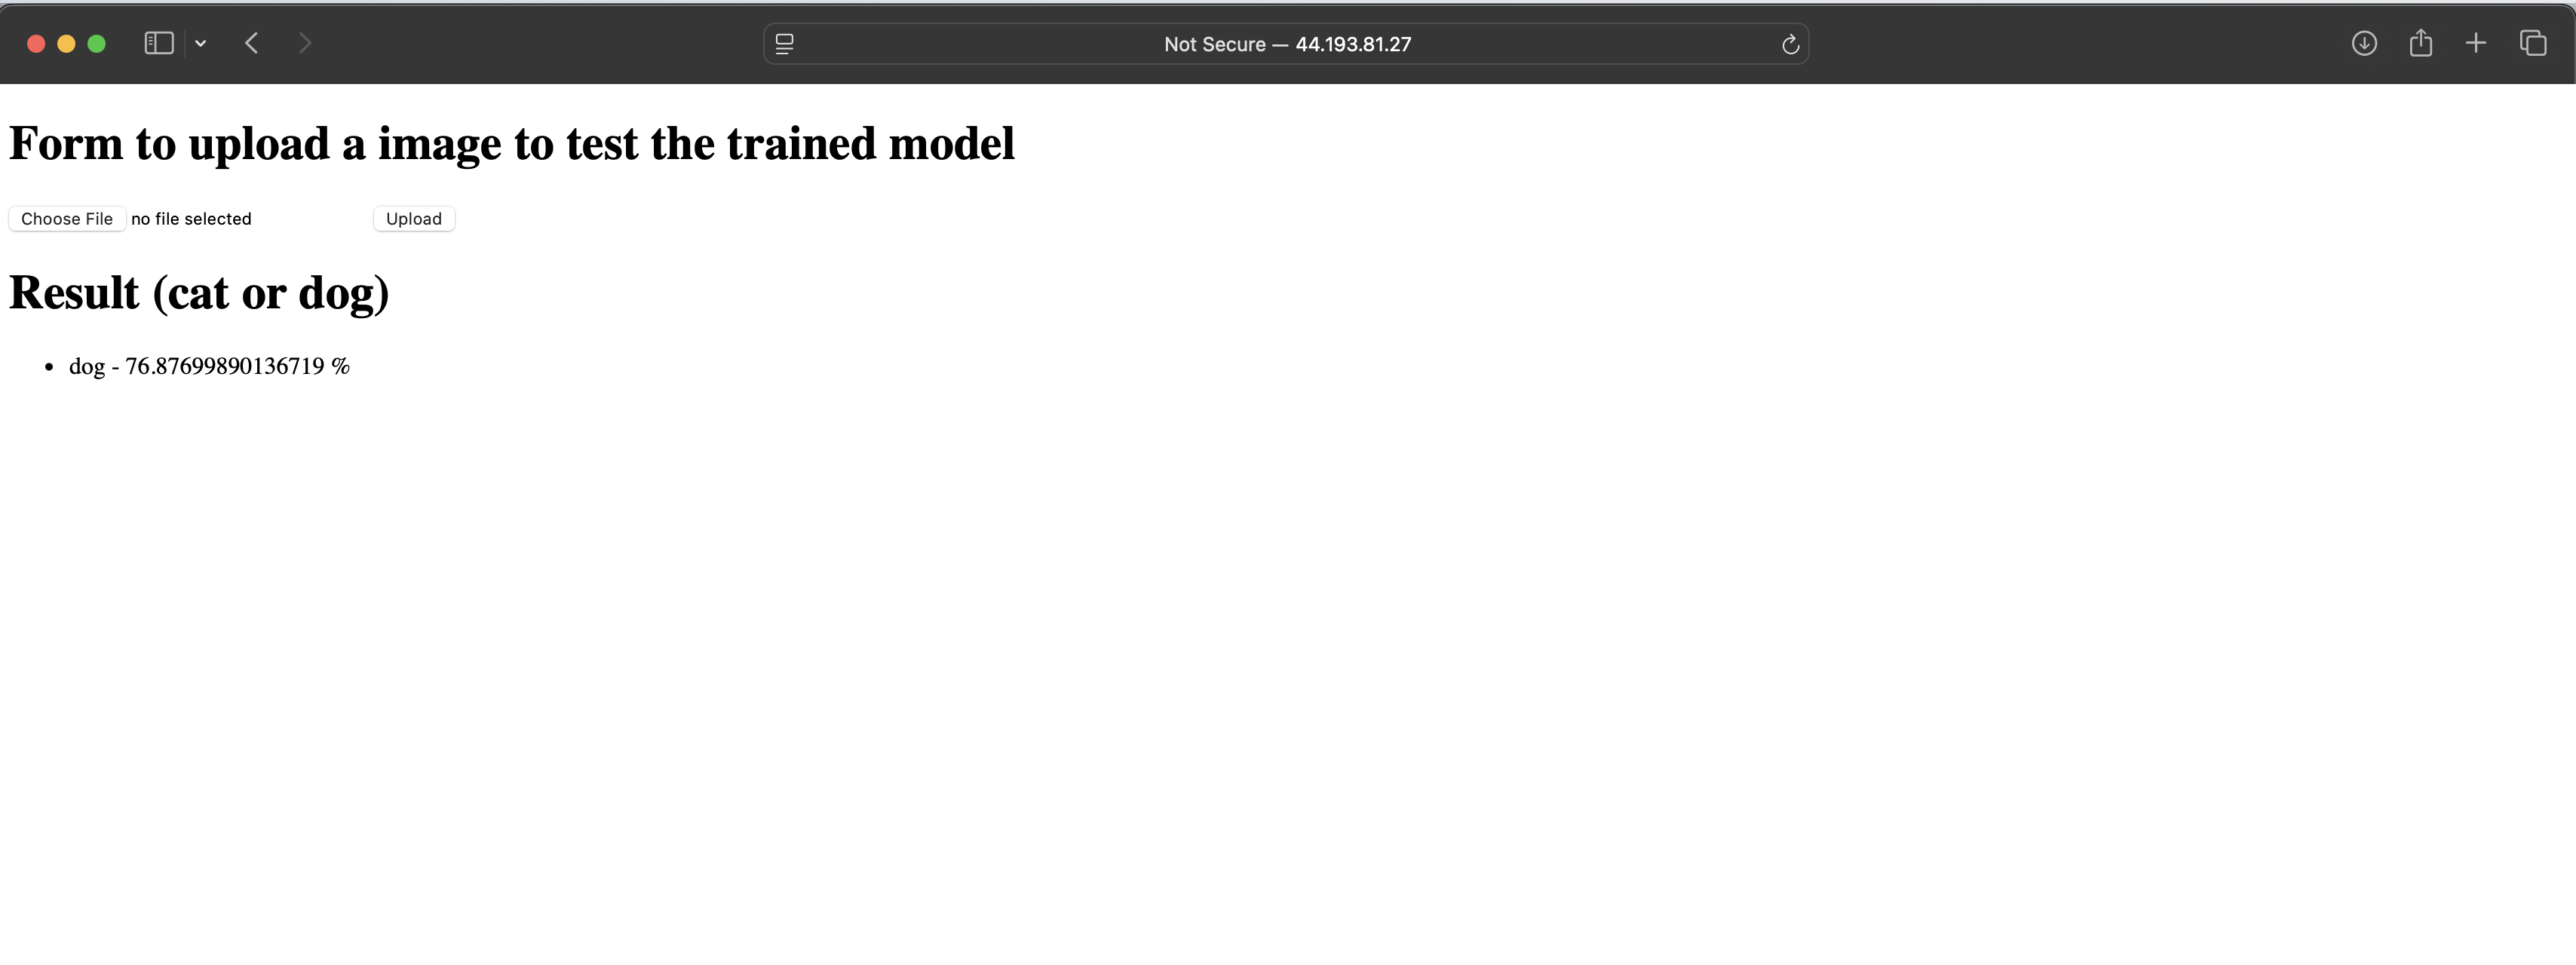 Not Secure — 44.193.81.27
Form to upload a image to test the trained model
Choose File no file selected Upload
Result (cat or dog)
• dog - 76.87699890136719 %